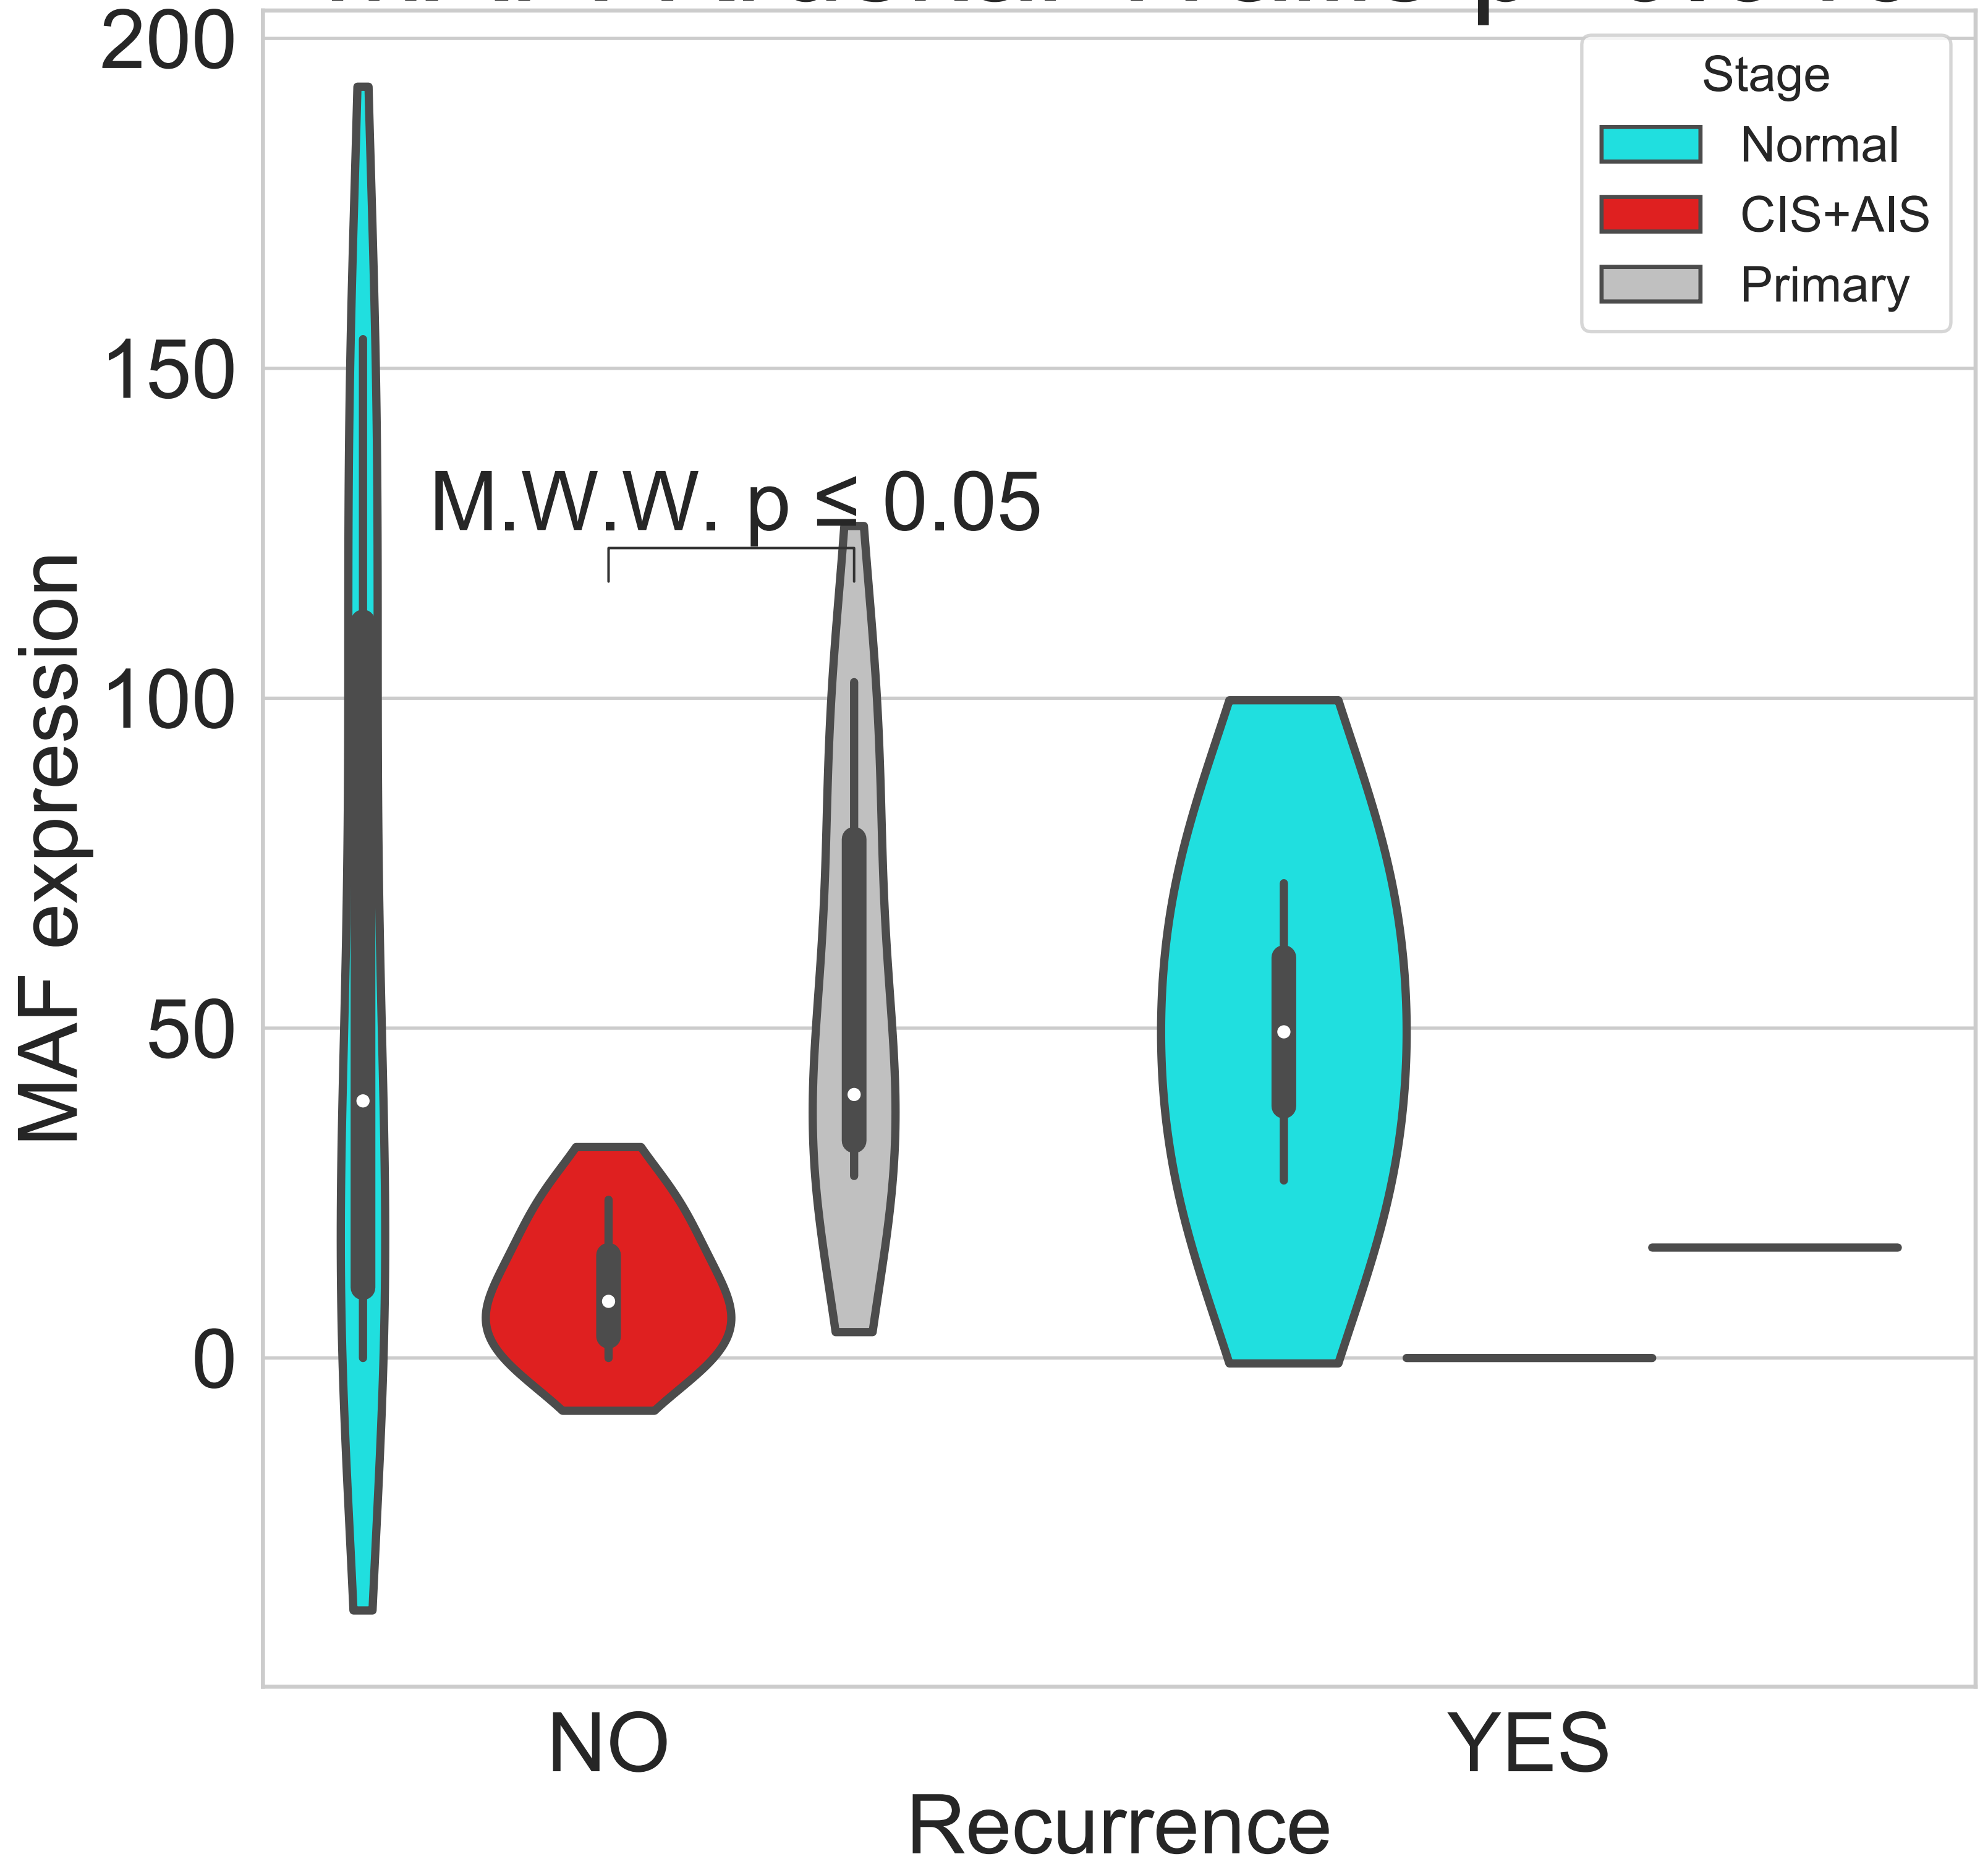 200
150
100
50
0
MAF expression
M.W.W. p ≤ 0.05
Stage
Normal
CIS+AIS
Primary
NO
YES
Recurrence